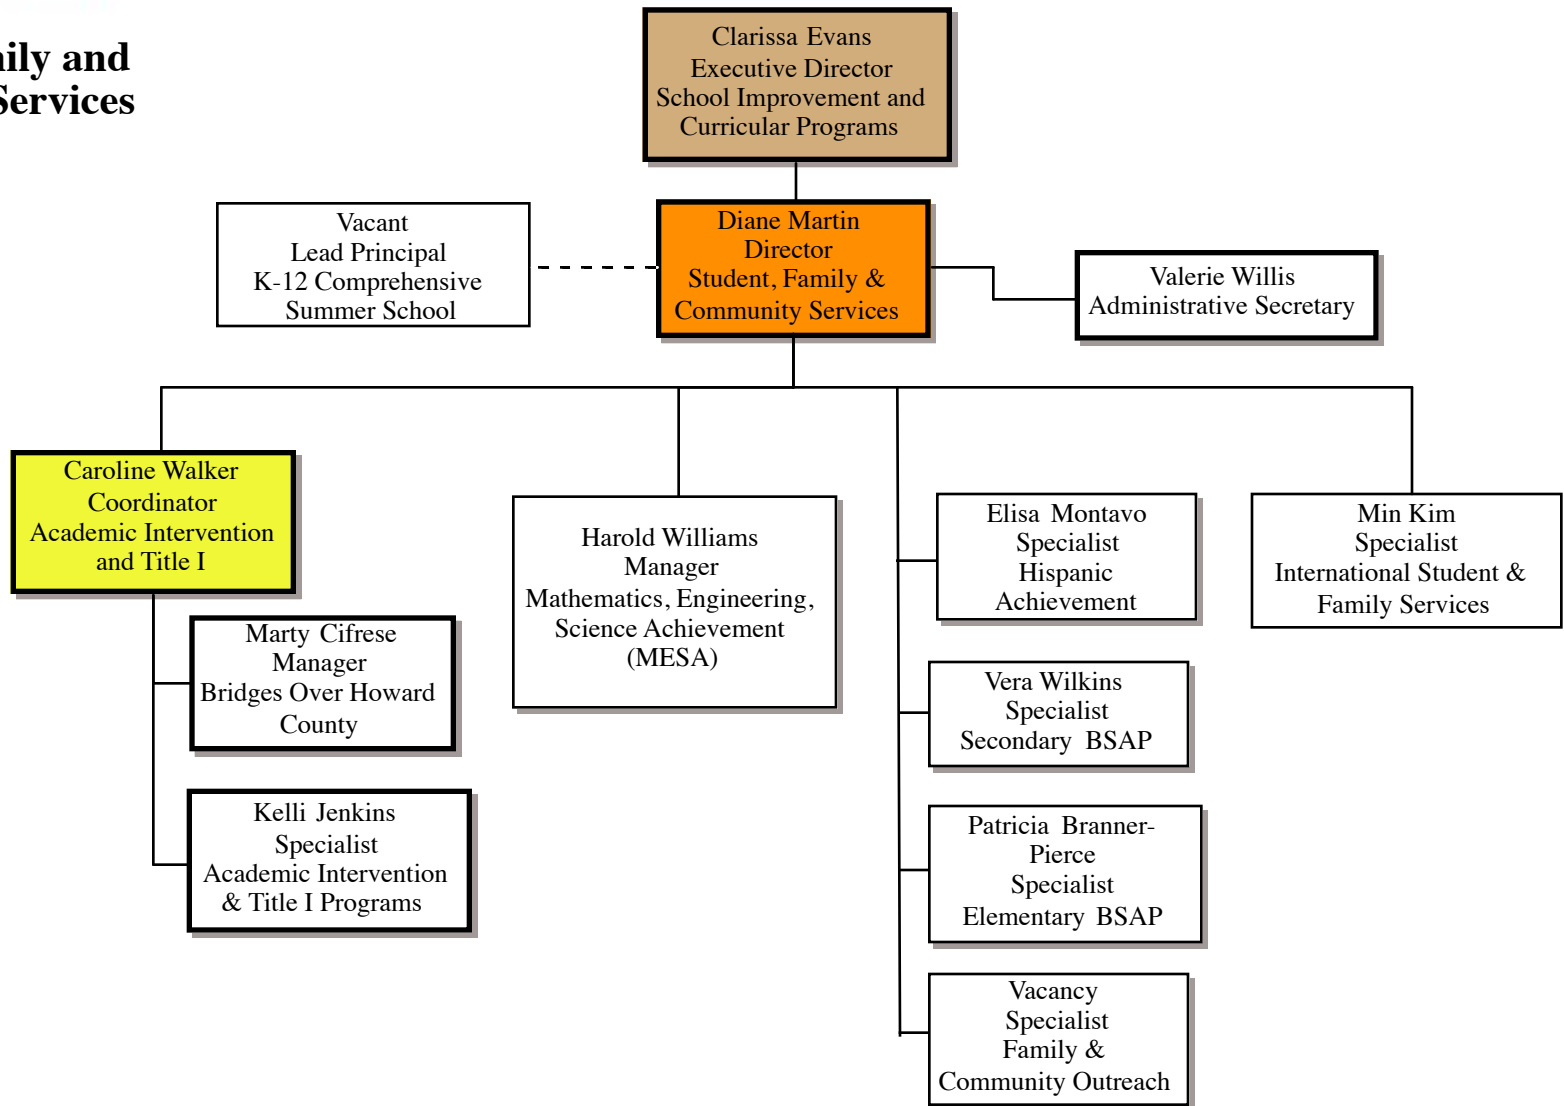 ily and
Services
Clarissa Evans
Executive Director
School Improvement and
Curricular Programs
Vacant
Lead Principal
K-12 Comprehensive
Summer School
Diane Martin
Director
Student, Family &
Community Services
Valerie Willis
Administrative Secretary
Caroline Walker
Coordinator
Academic Intervention
and Title I
Marty Cifrese
Manager
Bridges Over Howard
County
Kelli Jenkins
Specialist
Academic Intervention
& Title I Programs
Harold Williams
Manager
Mathematics, Engineering,
Science Achievement
(MESA)
Elisa Montavo
Specialist
Hispanic
Achievement
Vera Wilkins
Specialist
Secondary BSAP
Patricia Branner-
Pierce
Specialist
Elementary BSAP
Vacancy
Specialist
Family &
Community Outreach
Min Kim
Specialist
International Student &
Family Services